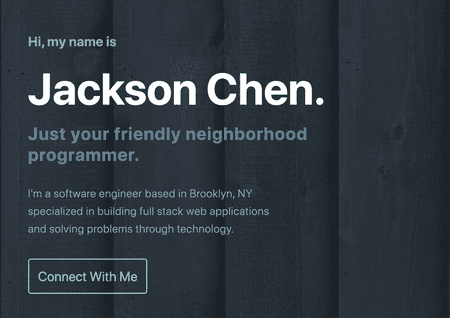 Hi, my name is
Jackson Chen.
Just your friendly neighborhood
programmer.
I'm a software engineer based in Brooklyn, NY
specialized in building full stack web applications
and solving problems through technology.
Connect With Me